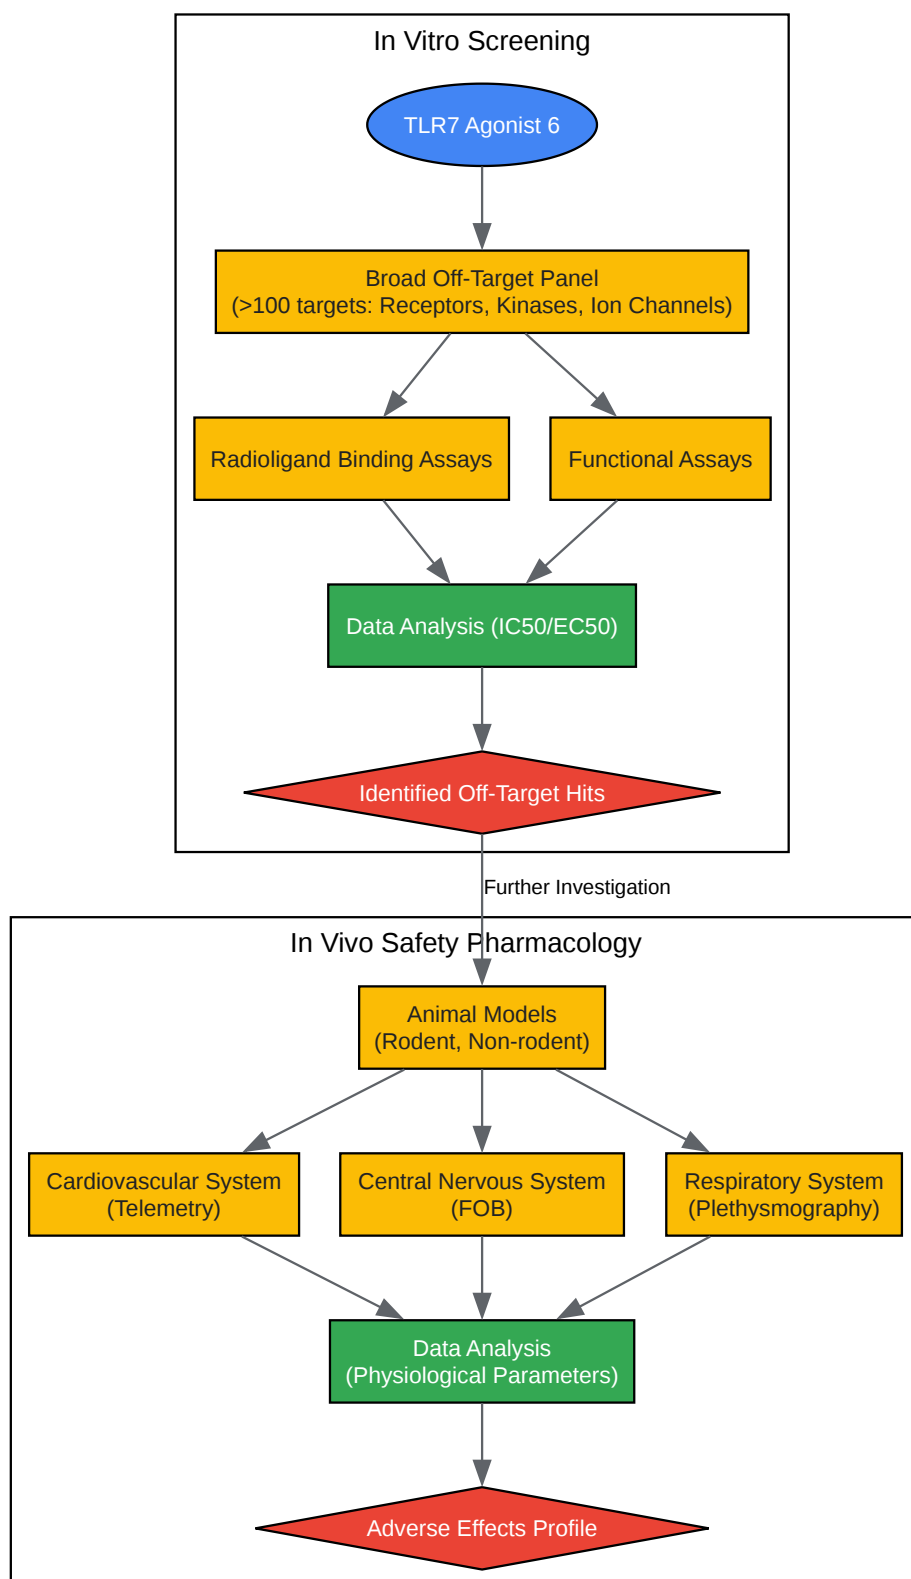 In Vitro Screening
TLR7 Agonist 6
Broad Off-Target Panel
(>100 targets: Receptors, Kinases, Ion Channels)
Radioligand Binding Assays
Functional Assays
Data Analysis (IC50/EC50)
Identified Off-Target Hits
Further Investigation
In Vivo Safety Pharmacology
Animal Models
(Rodent, Non-rodent)
Cardiovascular System
(Telemetry)
Central Nervous System
(FOB)
Respiratory System
(Plethysmography)
Data Analysis
(Physiological Parameters)
Adverse Effects Profile